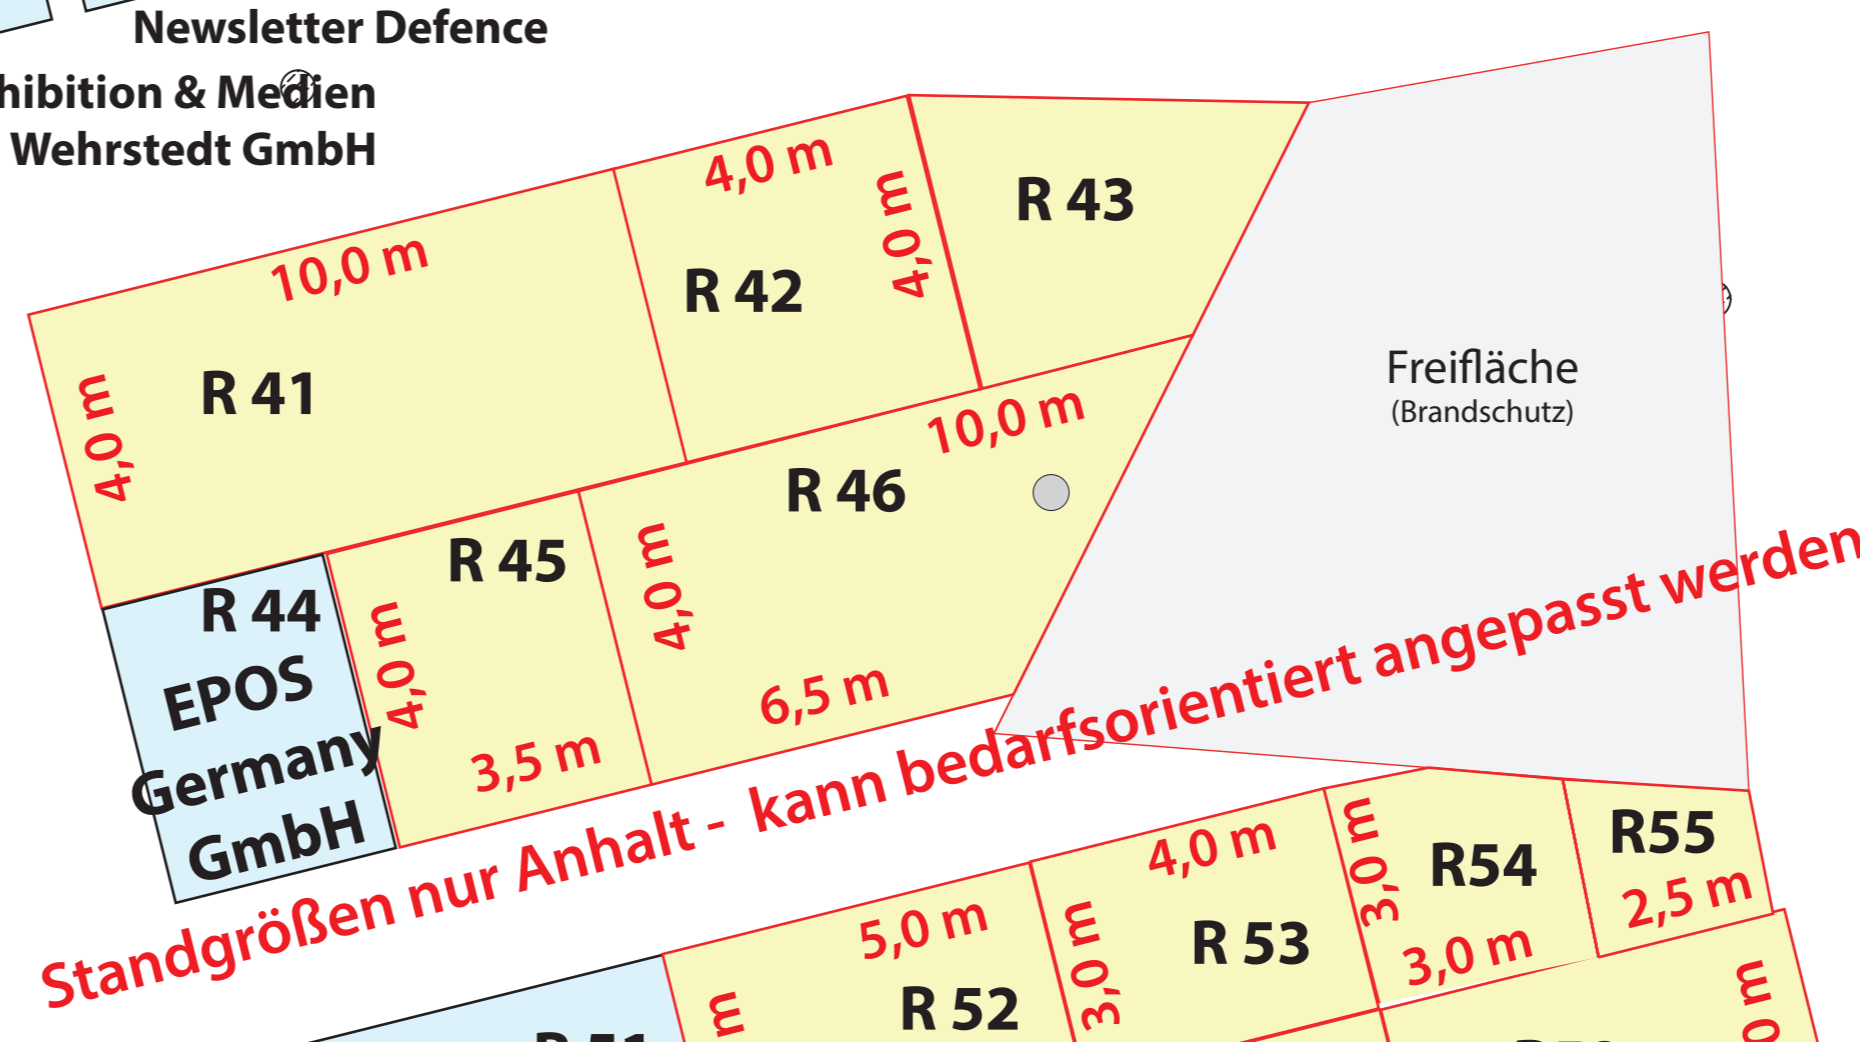 Newsletter Defence
hibition & Medien
Wehrstedt GmbH
10,0 m
4,0 m
R 41
4,0 m
4,0 m
R 42
R 43
Freifläche
(Brandschutz)
R 44
EPOS
Germany
GmbH
R 45
4,0 m
3,5 m
10,0 m
R 46
4,0 m
6,5 m
Standgrößen nur Anhalt - kann bedarfsorientiert angepasst werden
5,0 m
R 52
m
4,0 m
3,0 m
R 53
3,0 m
R54
3,0 m
R55
2,5 m
0 m